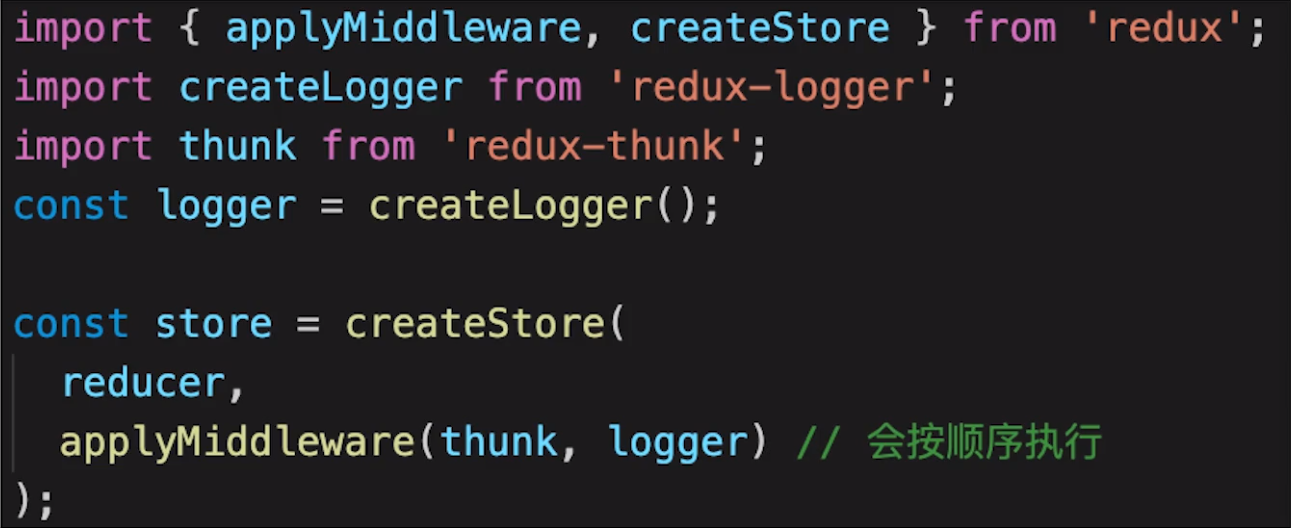 import { applyMiddleware, createStore } from 'redux';
import createLogger from 'redux-logger';
import thunk from 'redux-thunk';
const logger = createLogger();
const store = createStore(
  reducer,
  applyMiddleware(thunk, logger) // 会按顺序执行
);